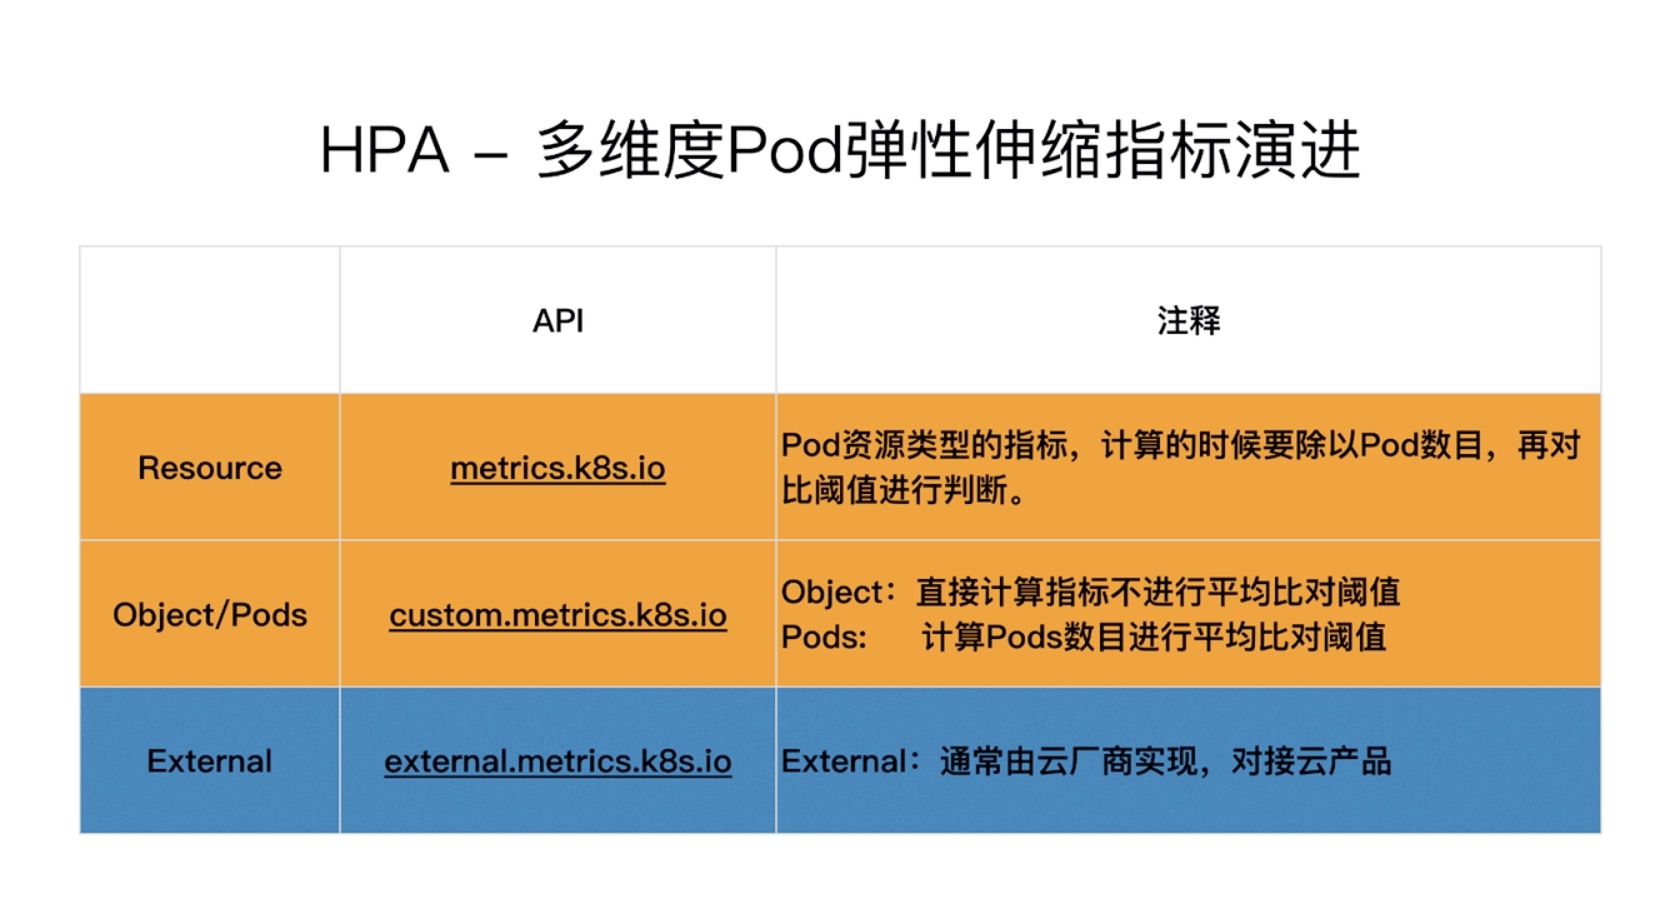 HPA – 多维度Pod弹性伸缩指标演进
API
注释
Resource
metrics.k8s.io
Pod资源类型的指标，计算的时候要除以Pod数目，再对
比阈值进行判断。
Object/Pods
custom.metrics.k8s.io
Object：直接计算指标不进行平均比对阈值
Pods: 计算Pods数目进行平均比对阈值
External
external.metrics.k8s.io
External：通常由云厂商实现，对接云产品